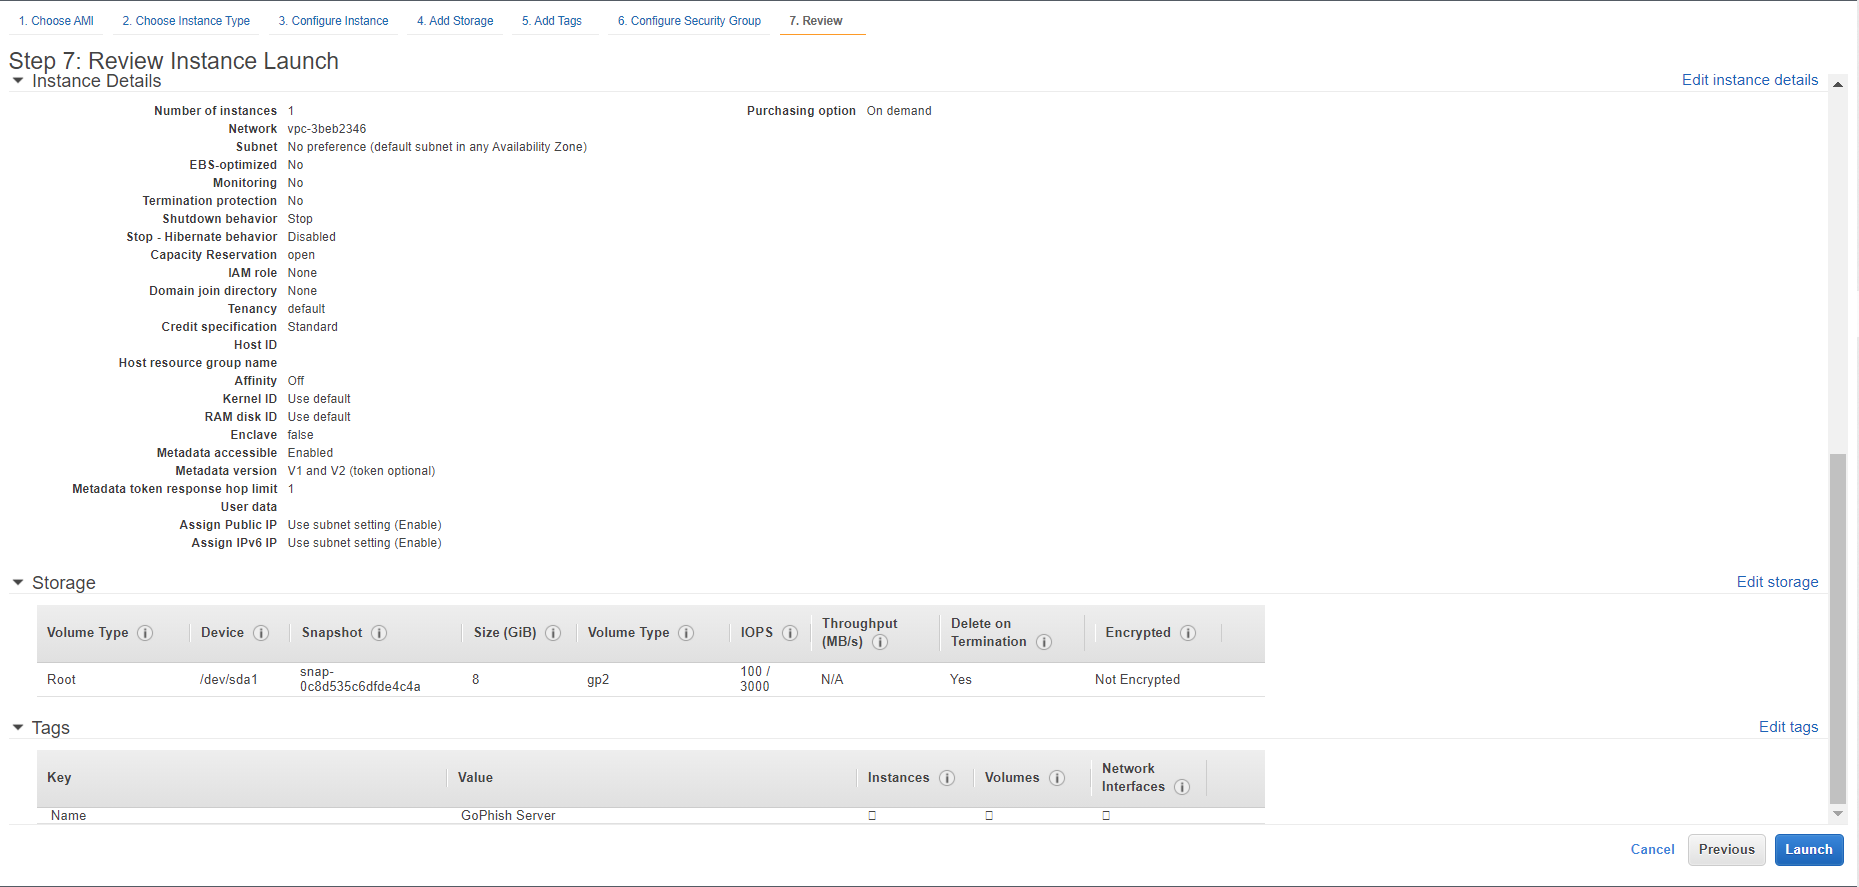 1. Choose AMI 2. Choose Instance Type 3. Configure Instance 4. Add Storage 5. Add Tags 6. Configure Security Group 7. Review
Step 7: Review Instance Launch
Instance Details Edit instance details
Number of instances 1 Purchasing option On demand
Network vpc-3beb2346
Subnet No preference (default subnet in any Availability Zone)
EBS-optimized No
Monitoring No
Termination protection No
Shutdown behavior Stop
Stop - Hibernate behavior Disabled
Capacity Reservation open
IAM role None
Domain join directory None
Tenancy default
Credit specification Standard
Host ID
Host resource group name
Affinity Off
Kernel ID Use default
RAM disk ID Use default
Enclave false
Metadata accessible Enabled
Metadata version V1 and V2 (token optional)
Metadata token response hop limit 1
User data
Assign Public IP Use subnet setting (Enable)
Assign IPv6 IP Use subnet setting (Enable)
Storage Edit storage
Volume Type Device Snapshot Size (GiB) Volume Type IOPS Throughput (MB/s) Delete on Termination Encrypted
Root /dev/sda1 snap-0c8d535c6dfde4c4a 8 gp2 100 / 3000 N/A Yes Not Encrypted
Tags Edit tags
Key Value Instances Volumes Network Interfaces
Name GoPhish Server
Cancel Previous Launch